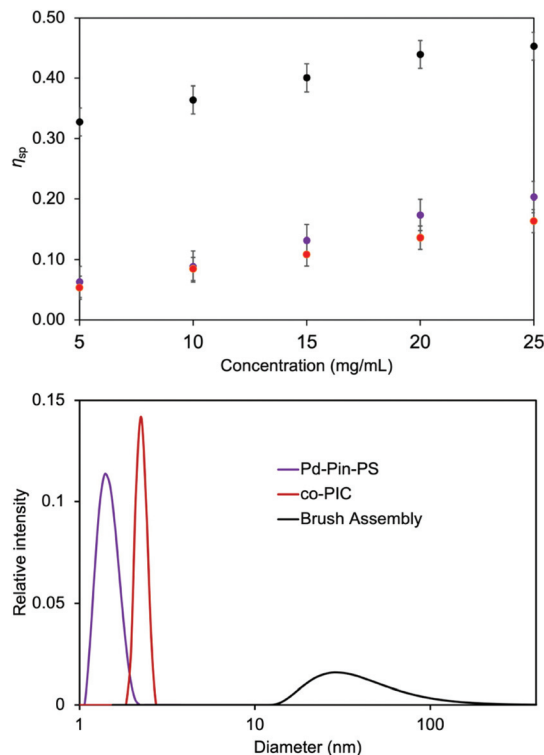 0.50
0.40
0.30
0.20
0.10
0.00
ηsp
5 10 15 20 25
Concentration (mg/mL)
0.15
0.1
0.05
0
Relative intensity
Pd-Pin-PS
co-PIC
Brush Assembly
1 10 100
Diameter (nm)